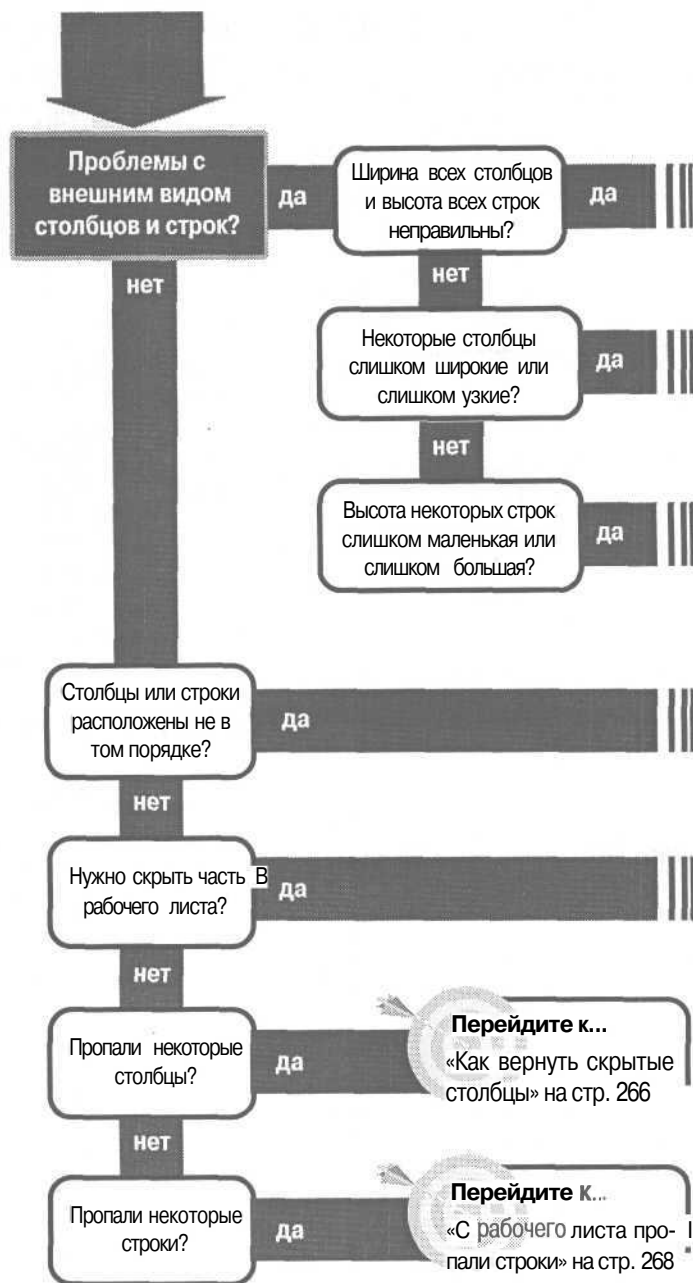 Проблемы с
внешним видом
столбцов и строк?
да
Ширина всех столбцов
и высота всех строк
неправильны?
да
нет
нет
Некоторые столбцы
слишком широкие или
слишком узкие?
да
нет
Высота некоторых строк
слишком маленькая или
слишком большая?
да
Столбцы или строки
расположены не в
том порядке?
да
нет
Нужно скрыть часть В
рабочего листа?
да
нет
Пропали некоторые
столбцы?
да
Перейдите к...
«Как вернуть скрытые
столбцы» на стр. 266
нет
Пропали некоторые
строки?
да
Перейдите к...
«С рабочего листа про- I
пали строки» на стр. 268